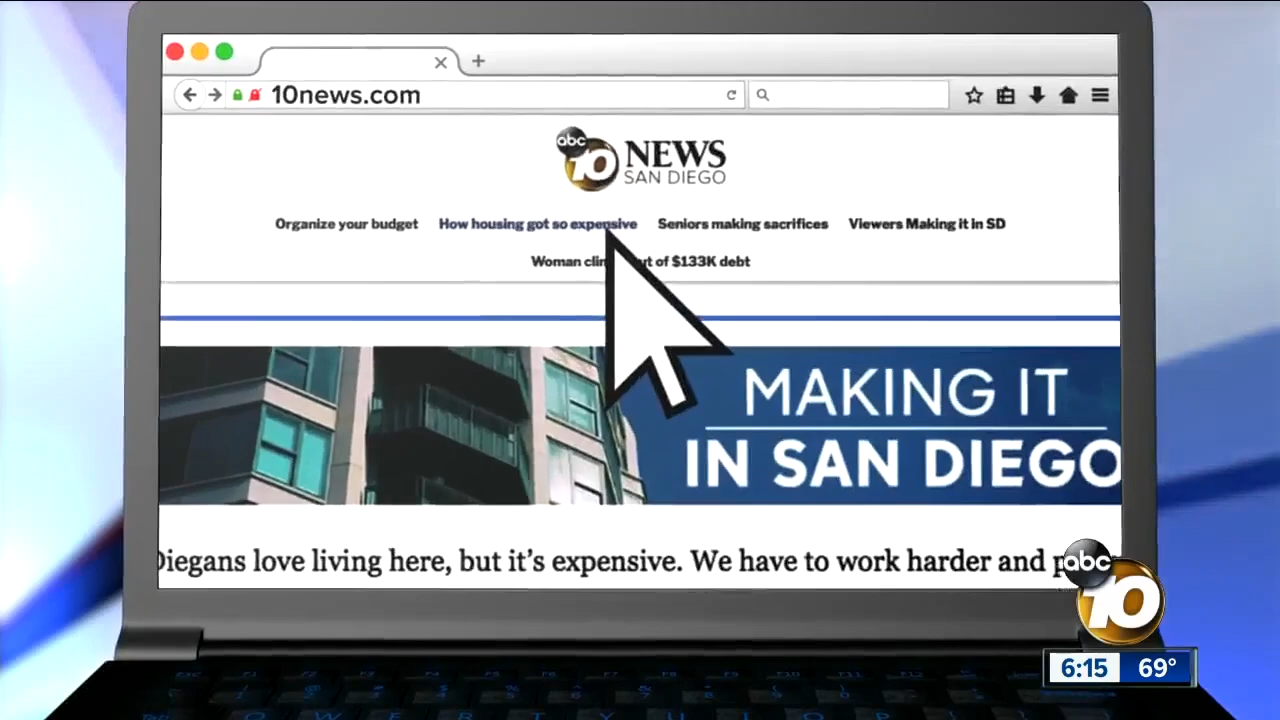 10news.com
abc
10 NEWS
SAN DIEGO
Organize your budget How housing got so expensive Seniors making sacrifices Viewers Making it in SD
of $133K debt
Woman
MAKING IT
IN SAN DIEGO
Diegans love living here, but it's expensive. We have to work harder and
abc
10
6:15 69°